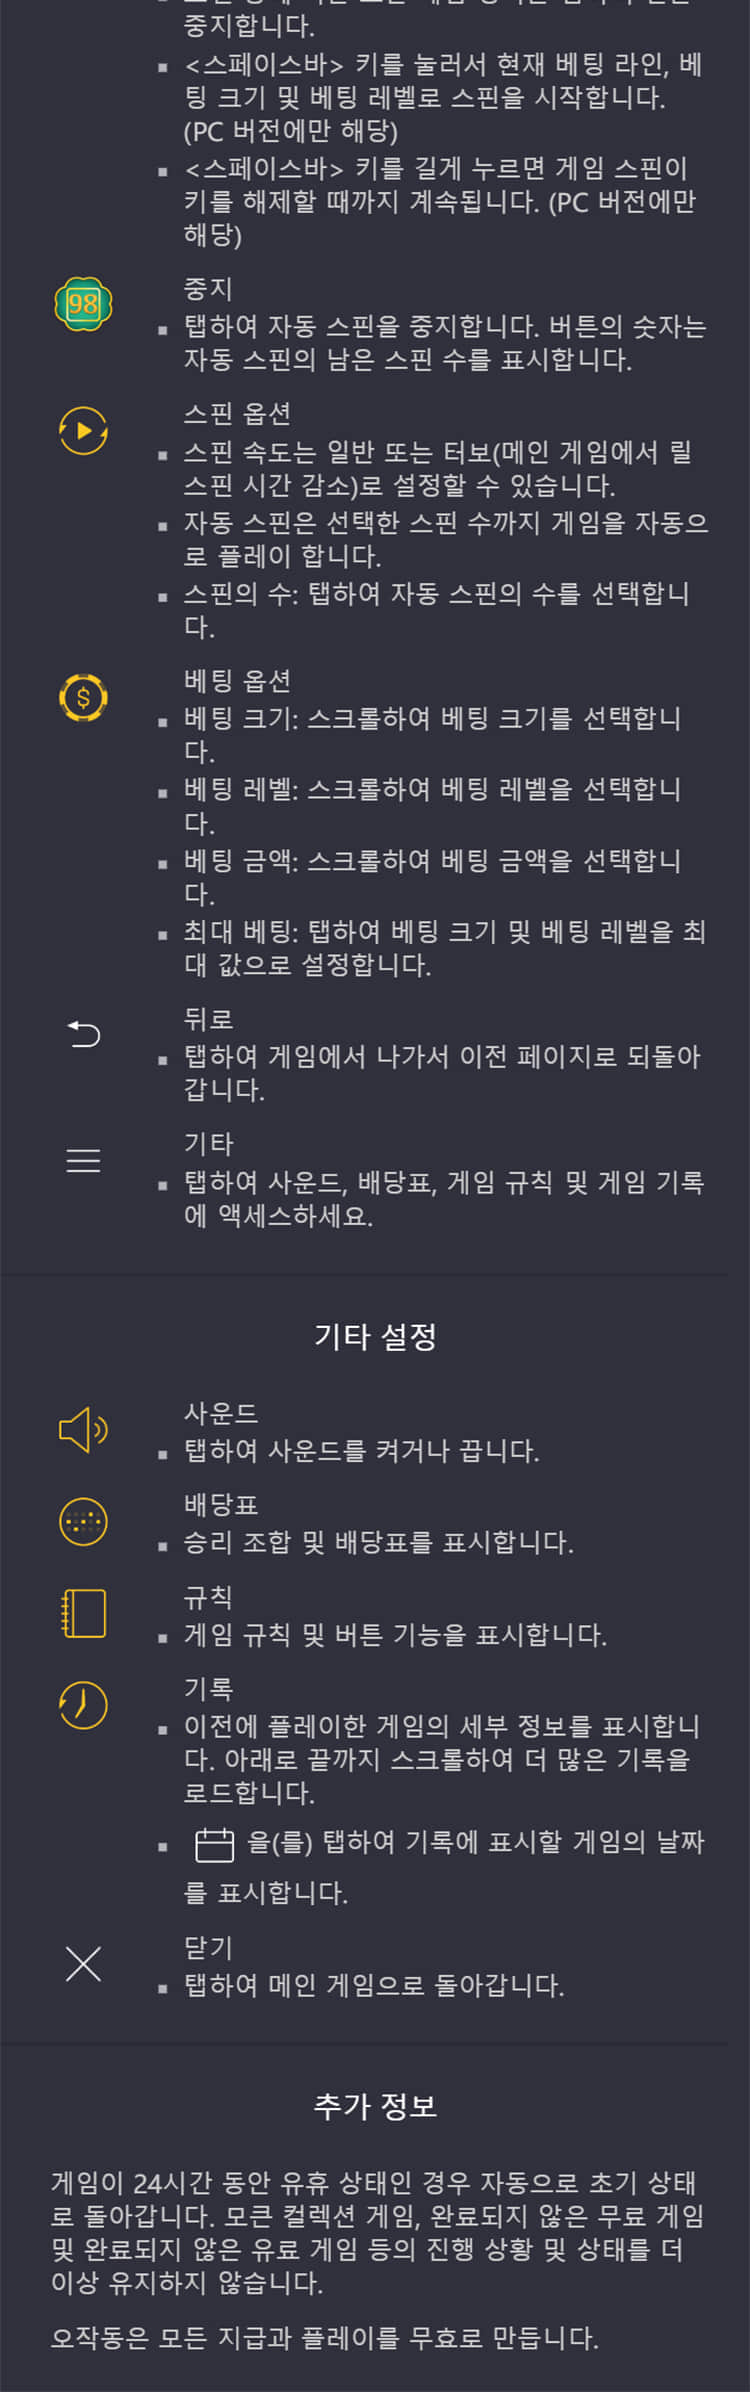 중지합니다.
<스페이스바> 키를 눌러서 현재 베팅 라인, 베
팅 크기 및 베팅 레벨로 스핀을 시작합니다.
(PC 버전에만 해당)
<스페이스바> 키를 길게 누르면 게임 스핀이
키를 해제할 때까지 계속됩니다. (PC 버전에만
해당)
98
중지
탭하여 자동 스핀을 중지합니다. 버튼의 숫자는
자동 스핀의 남은 스핀 수를 표시합니다.
스핀 옵션
스핀 속도는 일반 또는 터보(메인 게임에서 릴
스핀 시간 감소)로 설정할 수 있습니다.
자동 스핀은 선택한 스핀 수까지 게임을 자동으
로 플레이 합니다.
스핀의 수: 탭하여 자동 스핀의 수를 선택합니
다.
$
베팅 옵션
베팅 크기: 스크롤하여 베팅 크기를 선택합니
다.
베팅 레벨: 스크롤하여 베팅 레벨을 선택합니
다.
베팅 금액: 스크롤하여 베팅 금액을 선택합니
다.
최대 베팅: 탭하여 베팅 크기 및 베팅 레벨을 최
대 값으로 설정합니다.
뒤로
탭하여 게임에서 나가서 이전 페이지로 되돌아
갑니다.
기타
탭하여 사운드, 배당표, 게임 규칙 및 게임 기록
에 액세스하세요.
기타 설정
사운드
탭하여 사운드를 켜거나 끕니다.
배당표
승리 조합 및 배당표를 표시합니다.
규칙
게임 규칙 및 버튼 기능을 표시합니다.
기록
이전에 플레이한 게임의 세부 정보를 표시합니
다. 아래로 끝까지 스크롤하여 더 많은 기록을
로드합니다.
을(를) 탭하여 기록에 표시할 게임의 날짜
를 표시합니다.
닫기
탭하여 메인 게임으로 돌아갑니다.
추가 정보
게임이 24시간 동안 유휴 상태인 경우 자동으로 초기 상태
로 돌아갑니다. 모큰 컬렉션 게임, 완료되지 않은 무료 게임
및 완료되지 않은 유료 게임 등의 진행 상황 및 상태를 더
이상 유지하지 않습니다.
오작동은 모든 지급과 플레이를 무효로 만듭니다.